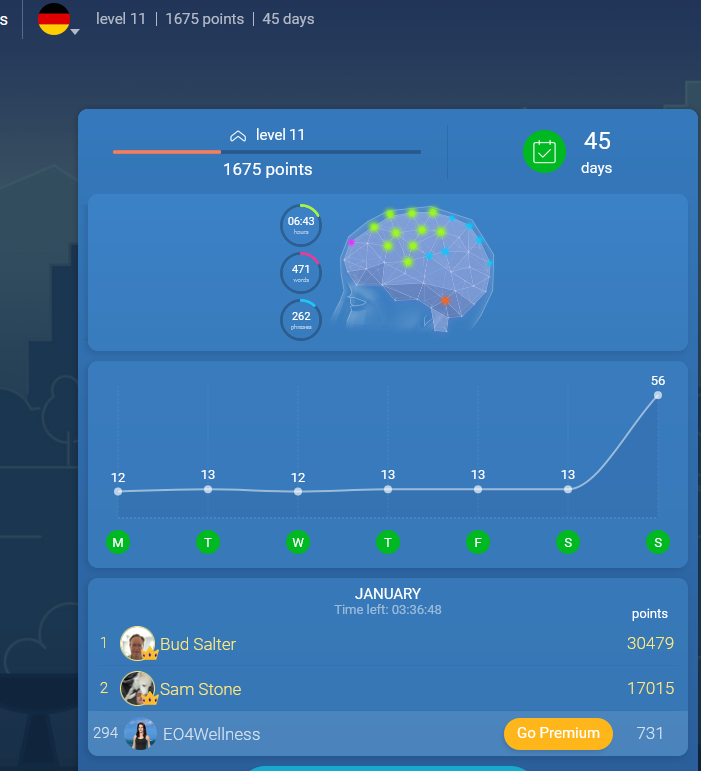 s
level 11 | 1675 points | 45 days
level 11
1675 points
45
days
06:43
hours
471
words
262
phrases
56
12 13 12 13 13 13
M T W T F S S
JANUARY
Time left: 03:36:48
points
1 Bud Salter 30479
2 Sam Stone 17015
294 EO4Wellness Go Premium 731